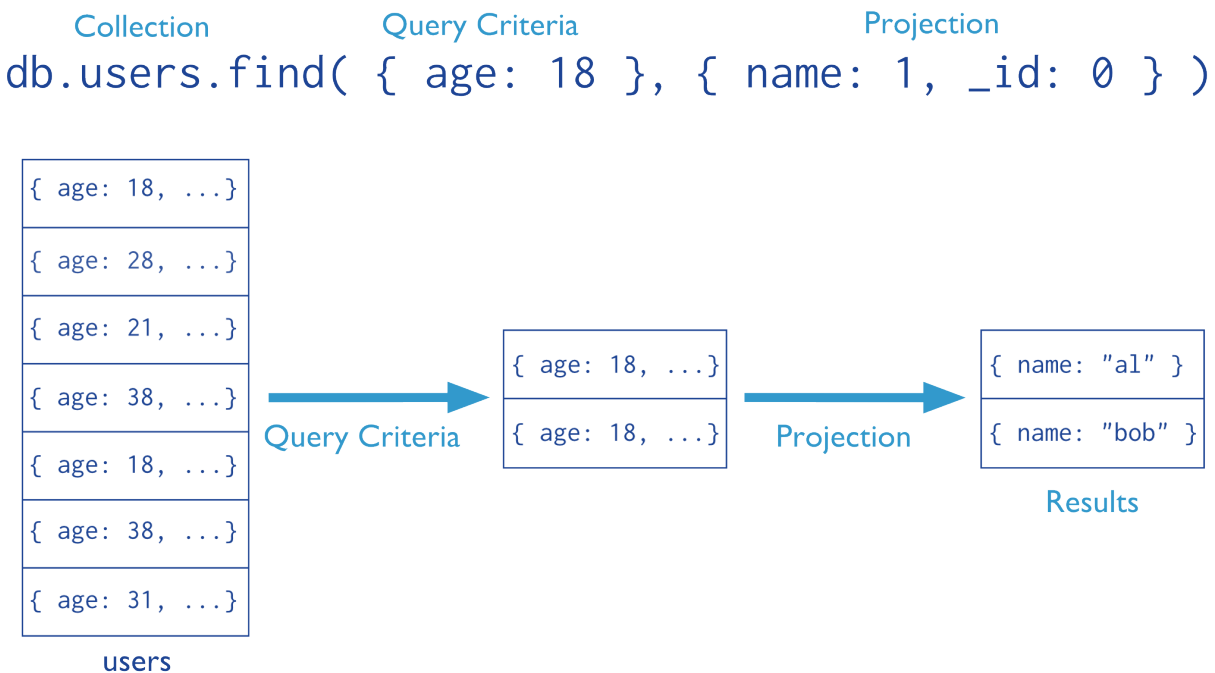 Collection Query Criteria Projection
db.users.find( { age: 18 }, { name: 1, _id: 0 } )
{ age: 18, ...}
{ age: 28, ...}
{ age: 21, ...}
{ age: 38, ...}
{ age: 18, ...}
{ age: 38, ...}
{ age: 31, ...}
users
Query Criteria
{ age: 18, ...}
{ age: 18, ...}
Projection
{ name: "al" }
{ name: "bob" }
Results